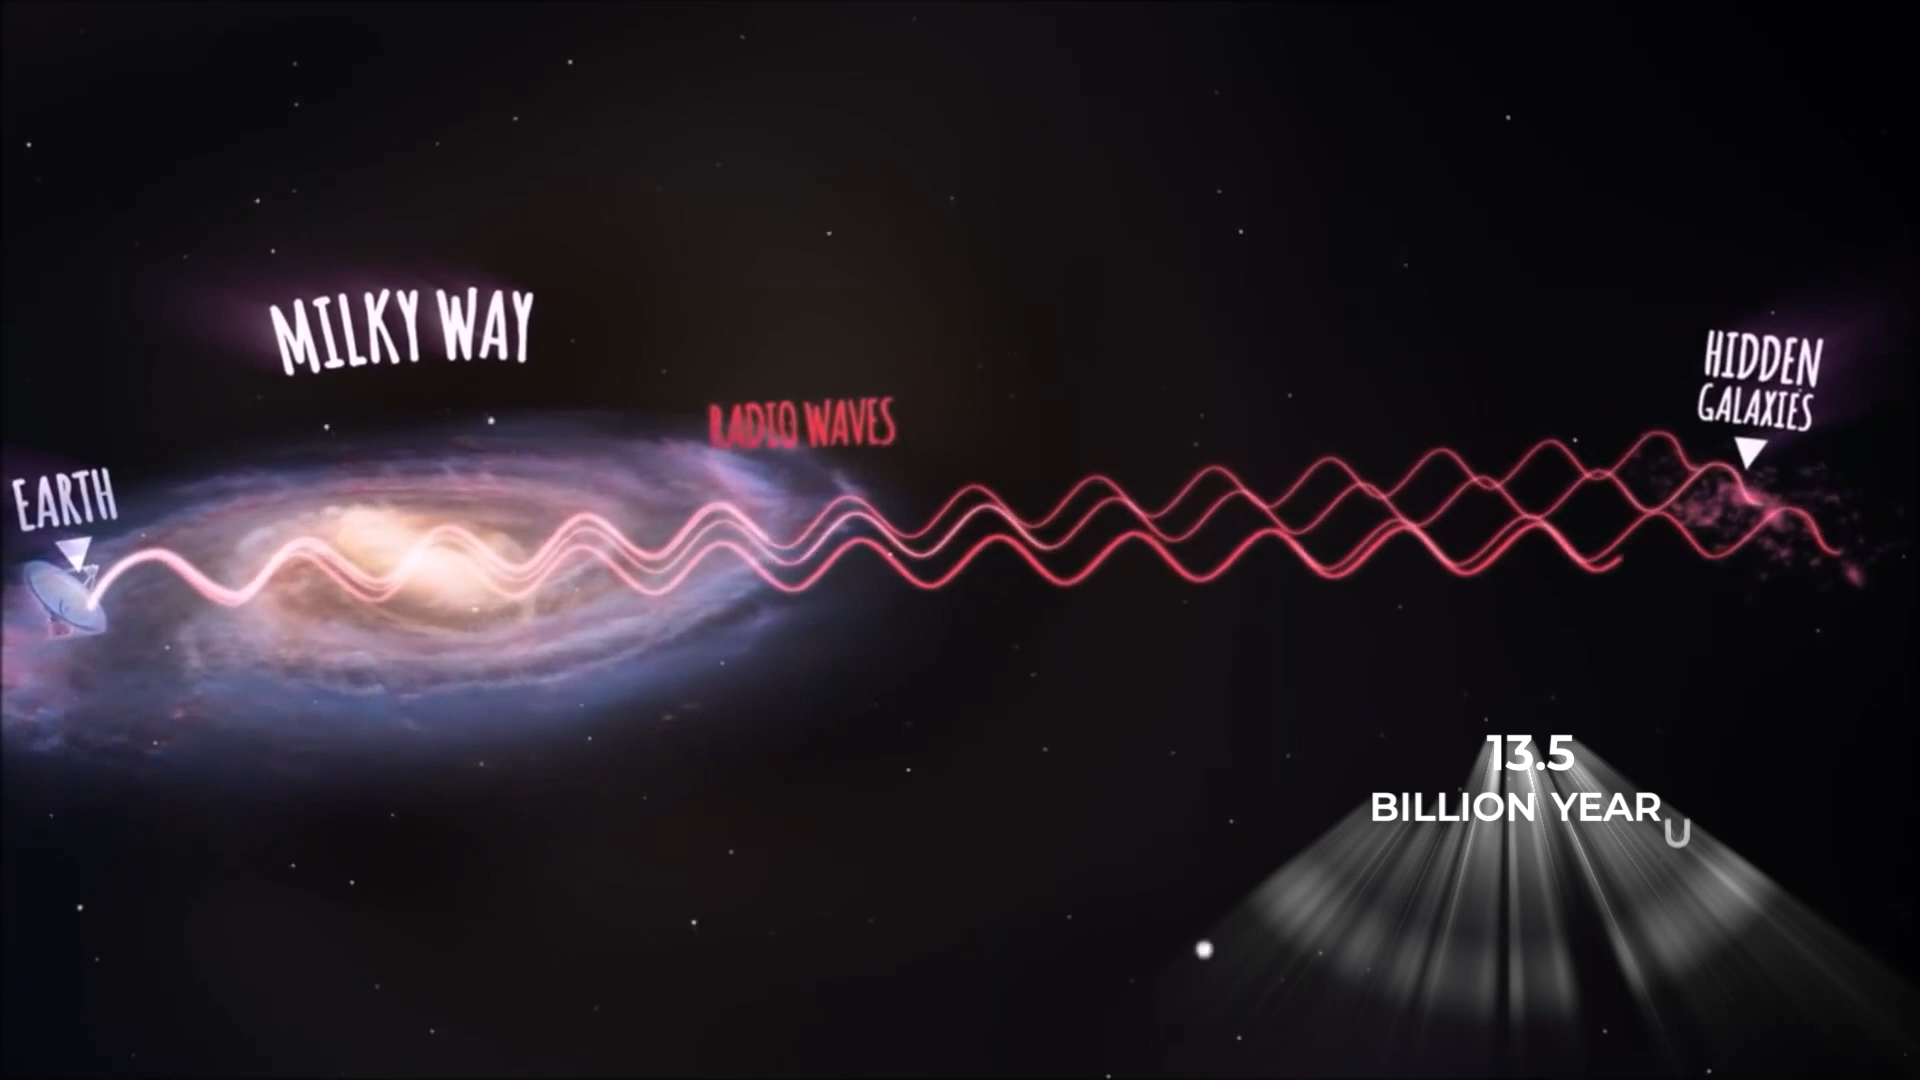 MILKY WAY
RADIO WAVES
HIDDEN
GALAXIES
EARTH
13.5
BILLION YEAR
U